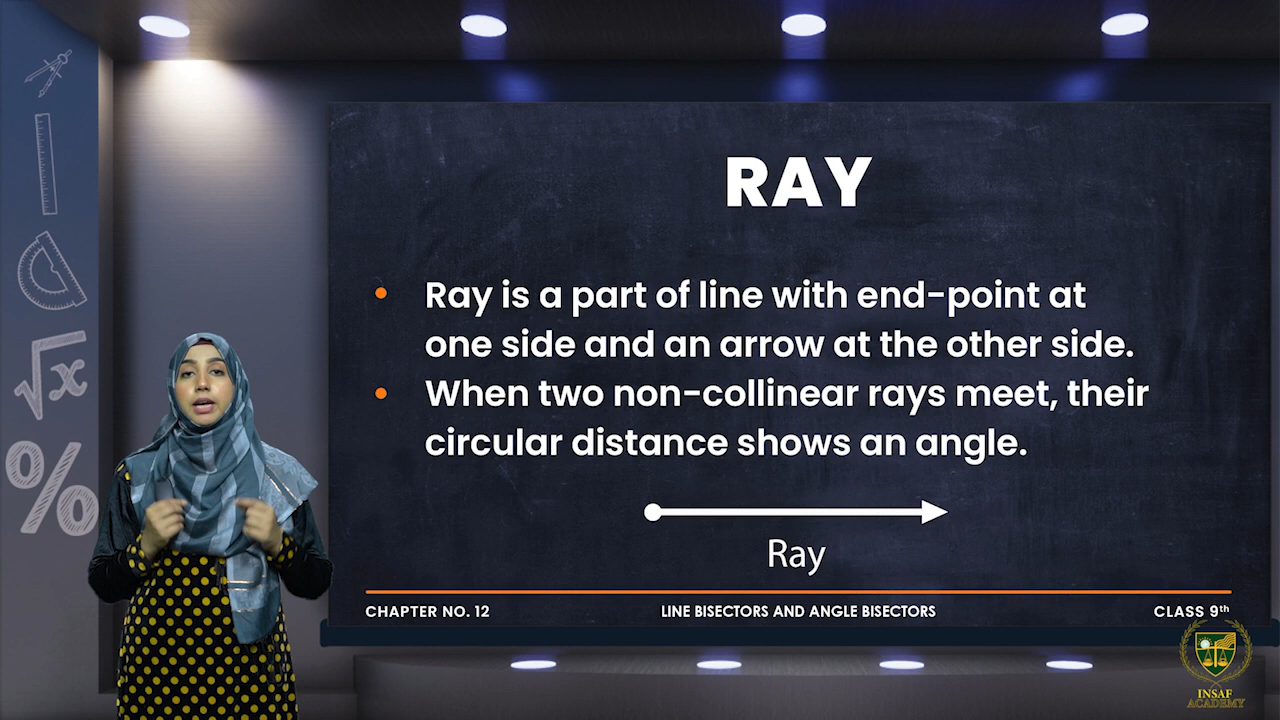 RAY
• Ray is a part of line with end-point at
one side and an arrow at the other side.
• When two non-collinear rays meet, their
circular distance shows an angle.
Ray
CHAPTER NO. 12
LINE BISECTORS AND ANGLE BISECTORS
CLASS 9th
√x
%
INSAF
ACADEMY